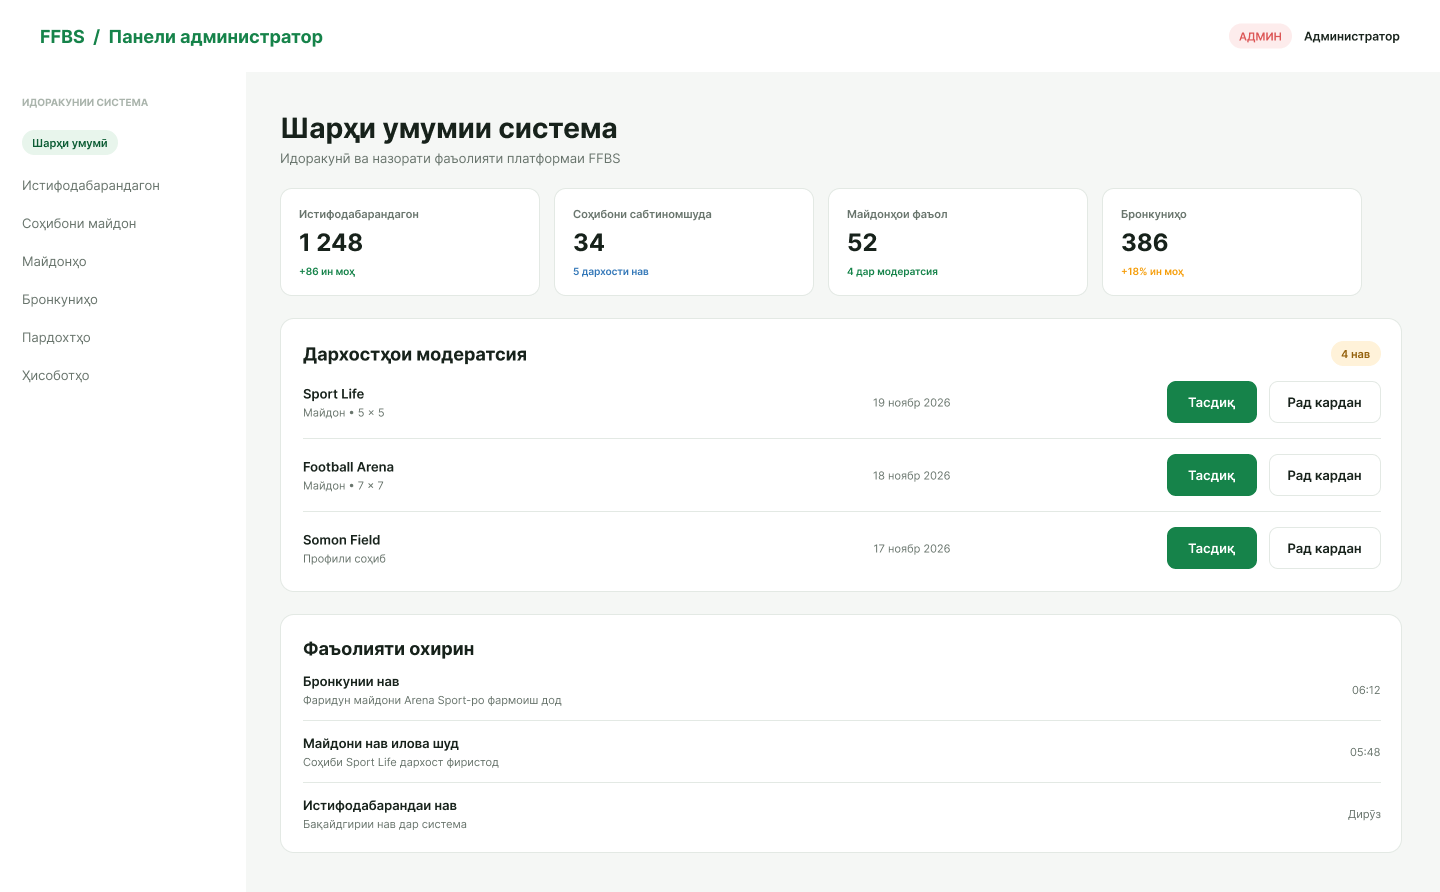 FFBS / Панели администратор
АДМИН Администратор
ИДОРАКУНИИ СИСТЕМА
Шарҳи умумӣ
Истифодабарандагон
Соҳибони майдон
Майдонҳо
Бронкуниҳо
Пардохтҳо
Ҳисоботҳо
Шарҳи умумии система
Идоракунӣ ва назорати фаъолияти платформаи FFBS
Истифодабарандагон
1 248
+86 ин моҳ
Соҳибони сабтиномшуда
34
5 дархости нав
Майдонҳои фаъол
52
4 дар модератсия
Бронкуниҳо
386
+18% ин моҳ
Дархостҳои модератсия
4 нав
Sport Life
Майдон • 5 × 5
19 ноябр 2026
Тасдиқ
Рад кардан
Football Arena
Майдон • 7 × 7
18 ноябр 2026
Тасдиқ
Рад кардан
Somon Field
Профили соҳиб
17 ноябр 2026
Тасдиқ
Рад кардан
Фаъолияти охирин
Бронкунии нав
Фаридун майдони Arena Sport-ро фармоиш дод
06:12
Майдони нав илова шуд
Соҳиби Sport Life дархост фиристод
05:48
Истифодабарандаи нав
Бақайдгирии нав дар система
Дирӯз